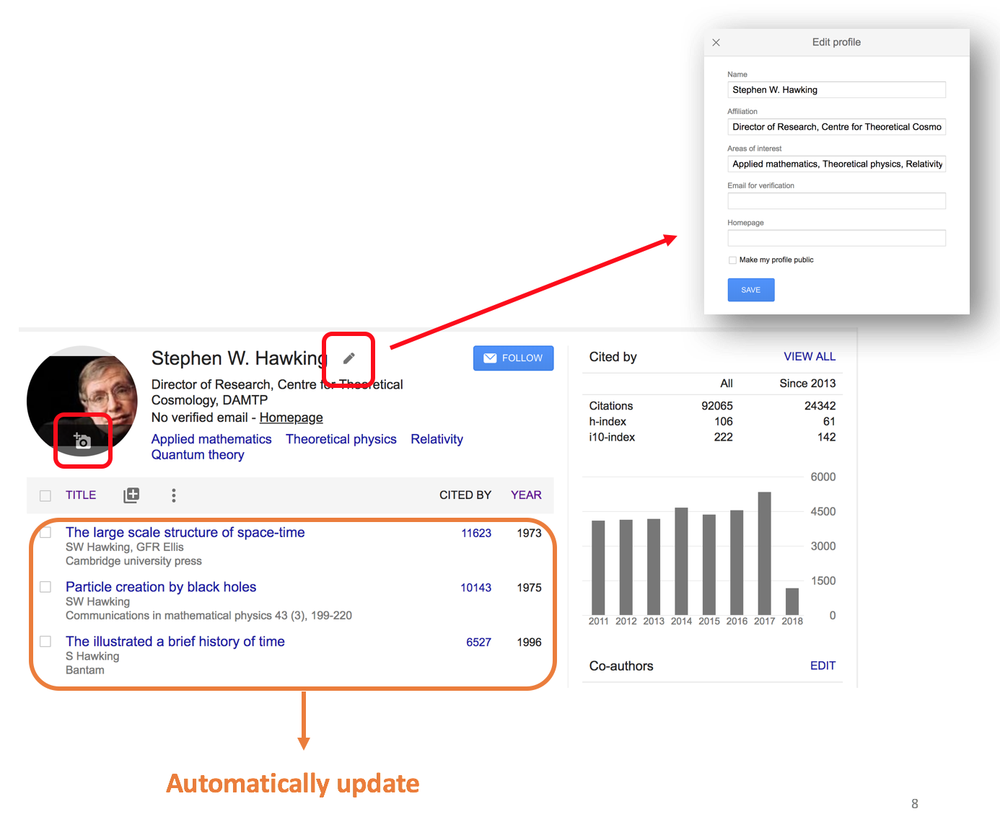 Edit profile
Name
Stephen W. Hawking
Affiliation
Director of Research, Centre for Theoretical Cosmo
Areas of interest
Applied mathematics, Theoretical physics, Relativity
Email for verification
Homepage
Make my profile public
SAVE
Stephen W. Hawking
FOLLOW
Director of Research, Centre for Theoretical
Cosmology, DAMTP
No verified email - Homepage
Applied mathematics Theoretical physics Relativity
Quantum theory
TITLE CITED BY YEAR
The large scale structure of space-time 11623 1973
SW Hawking, GFR Ellis
Cambridge university press
Particle creation by black holes 10143 1975
SW Hawking
Communications in mathematical physics 43 (3), 199-220
The illustrated a brief history of time 6527 1996
S Hawking
Bantam
Automatically update
Cited by VIEW ALL
All Since 2013
Citations 92065 24342
h-index 106 61
i10-index 222 142
6000
4500
3000
1500
0
2011 2012 2013 2014 2015 2016 2017 2018
Co-authors EDIT
8